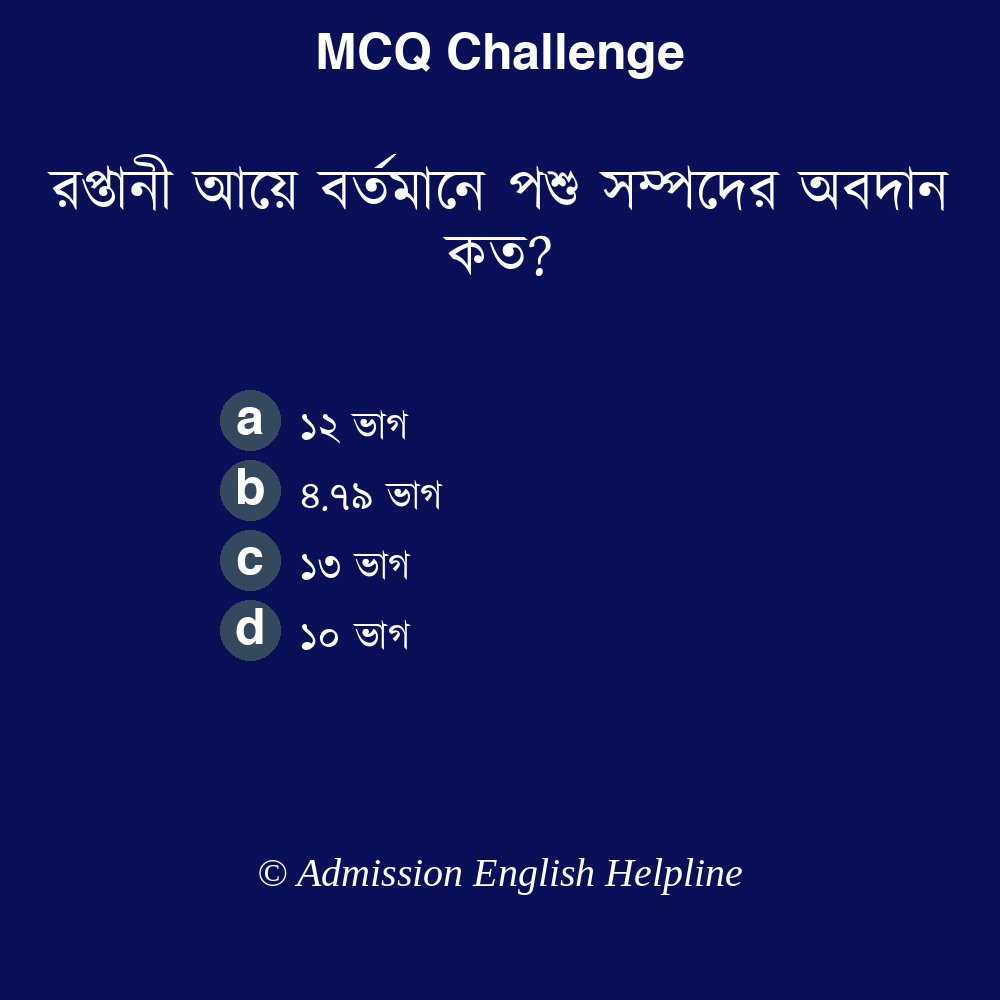 MCQ Challenge
রপ্তানী আয়ে বর্তমানে পশু সম্পদের অবদান
কত?
a ১২ ভাগ
b ৪.৭৯ ভাগ
c ১৩ ভাগ
d ১০ ভাগ
© Admission English Helpline